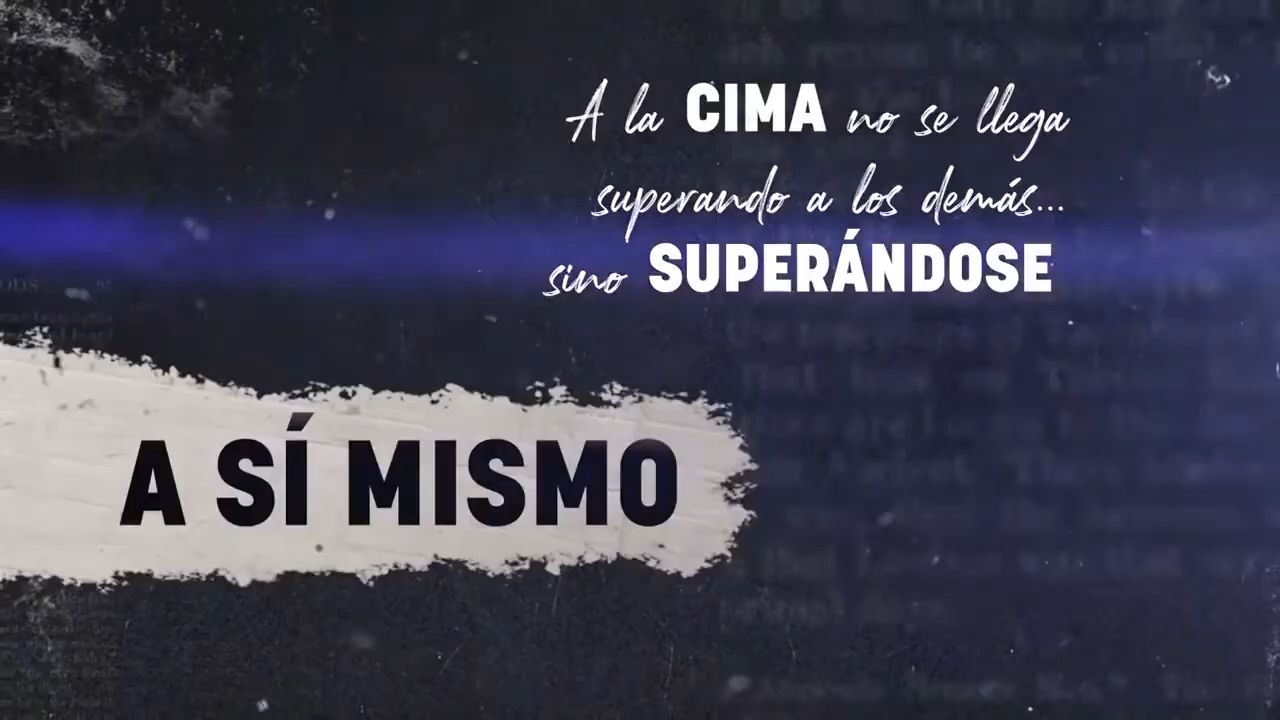 A la CIMA no se llega
superando a los demás...
sino SUPERÁNDOSE
A SÍ MISMO